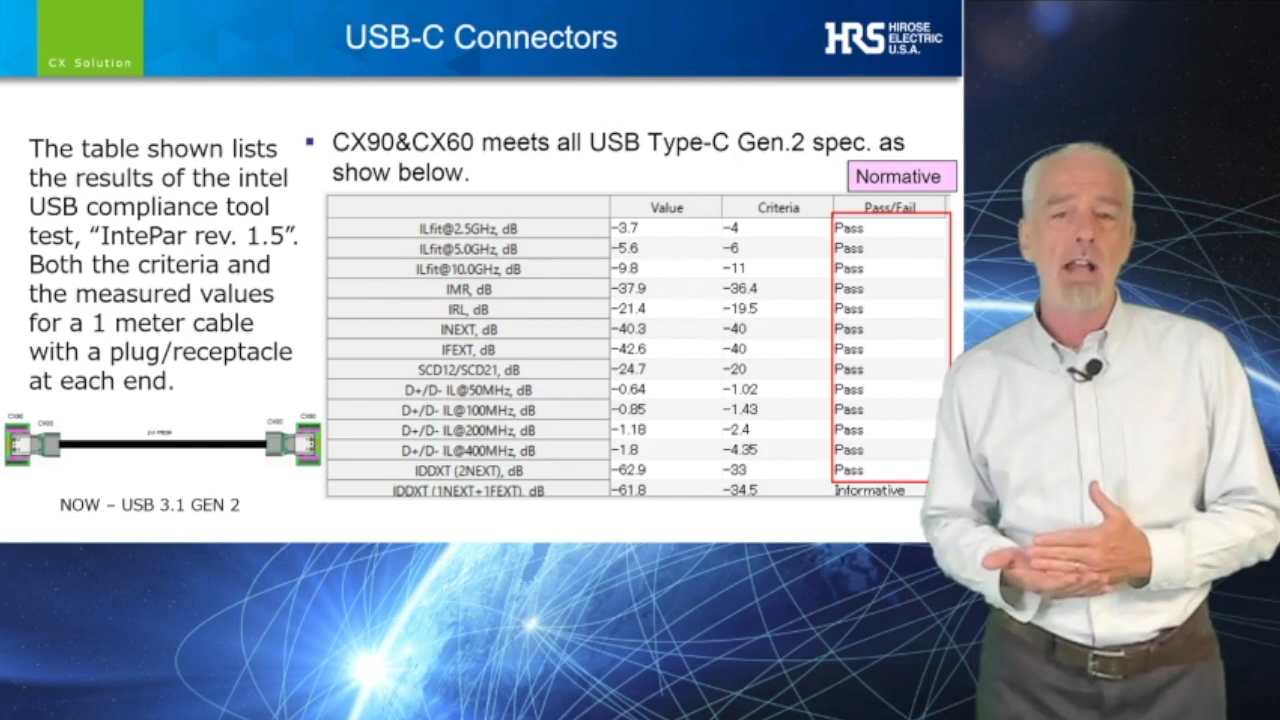 CX Solution
USB-C Connectors
HRS HIROSE
ELECTRIC
U.S.A.
The table shown lists
the results of the intel
USB compliance tool
test, “IntePar rev. 1.5”.
Both the criteria and
the measured values
for a 1 meter cable
with a plug/receptacle
at each end.
CX90 CX60 CX60 CX90
NOW – USB 3.1 GEN 2
▪ CX90&CX60 meets all USB Type-C Gen.2 spec. as
show below.
Normative
Value Criteria Pass/Fail
ILfit@2.5GHz, dB -3.7 -4 Pass
ILfit@5.0GHz, dB -5.6 -6 Pass
ILfit@10.0GHz, dB -9.8 -11 Pass
IMR, dB -37.9 -36.4 Pass
IRL, dB -21.4 -19.5 Pass
INEXT, dB -40.3 -40 Pass
IFEXT, dB -42.6 -40 Pass
SCD12/SCD21, dB -24.7 -20 Pass
D+/D- IL@50MHz, dB -0.64 -1.02 Pass
D+/D- IL@100MHz, dB -0.85 -1.43 Pass
D+/D- IL@200MHz, dB -1.18 -2.4 Pass
D+/D- IL@400MHz, dB -1.8 -4.35 Pass
IDDXT (2NEXT), dB -62.9 -33 Pass
IDDXT (1NEXT+1FEXT), dB -61.8 -34.5 Informative